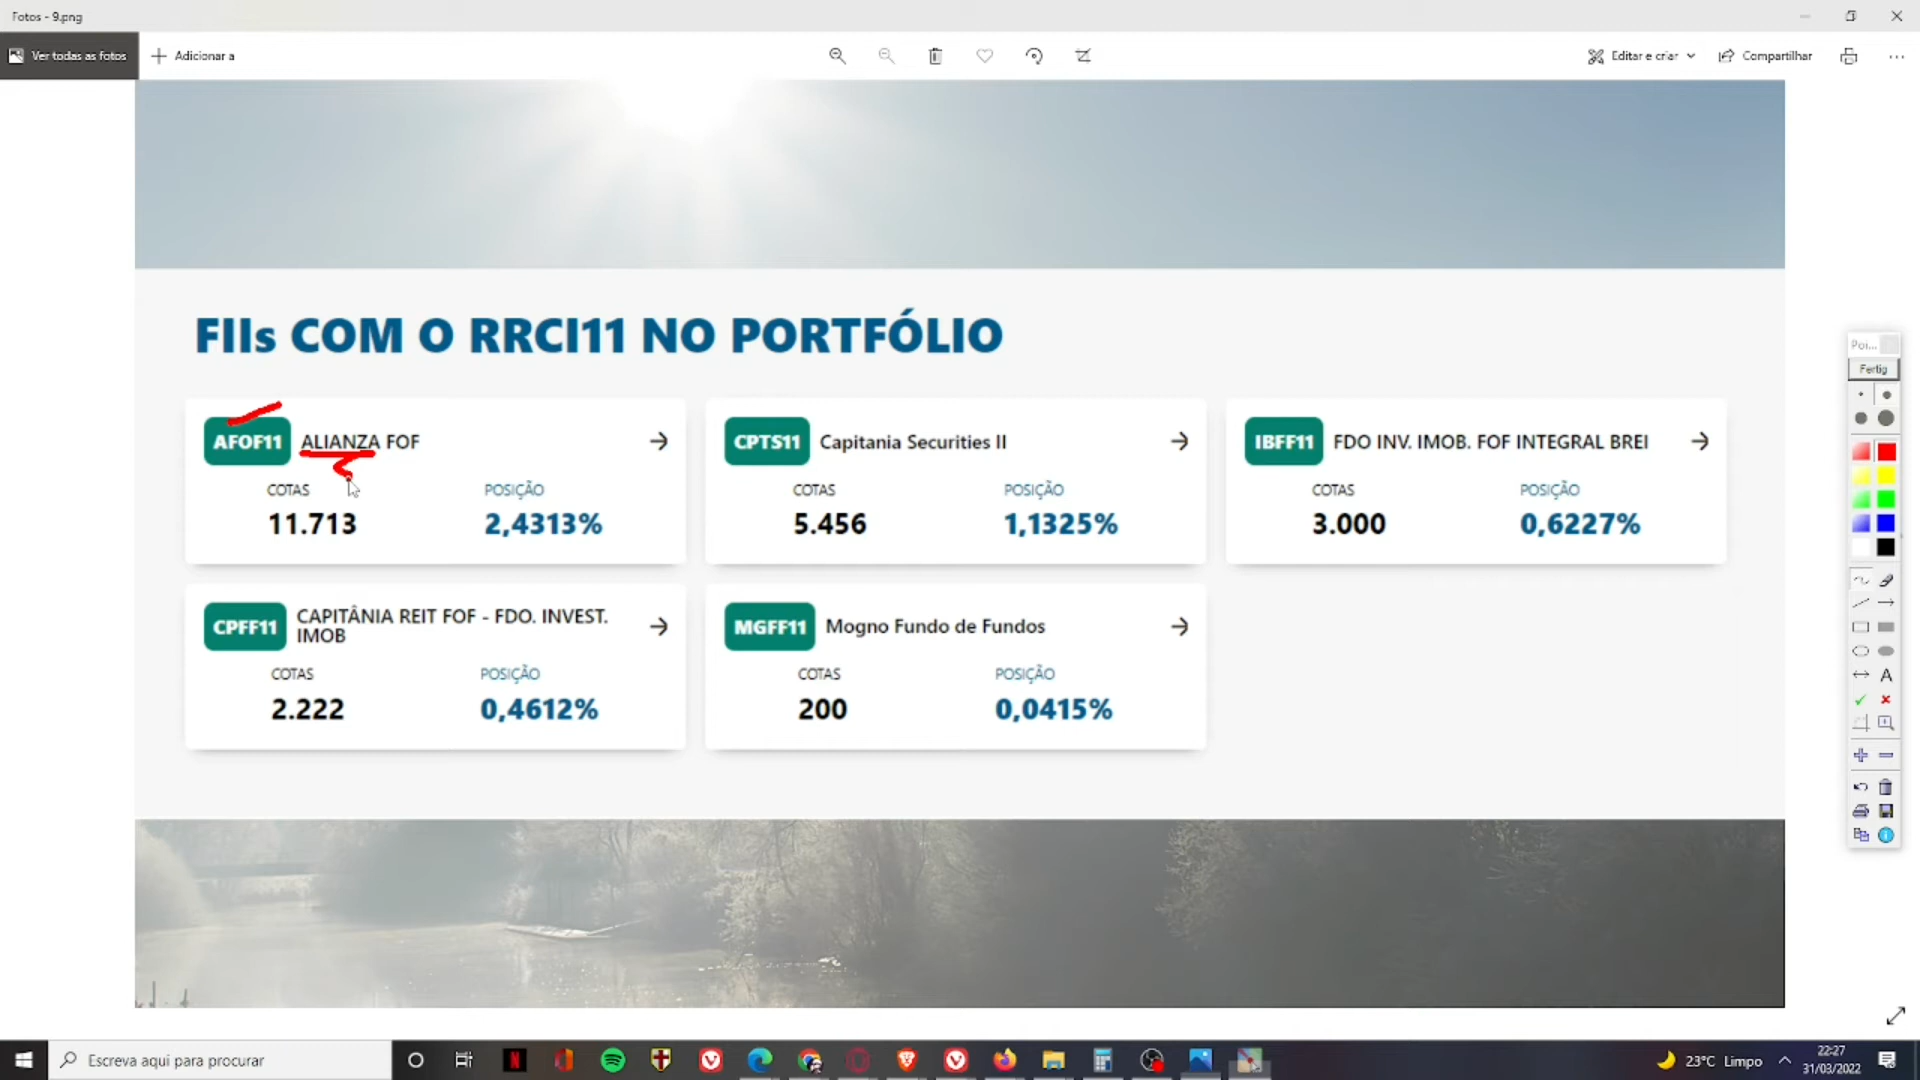 Fotos - 9.png
Ver todas as fotos
Adicionar a
Editar e criar
Compartilhar
FIIs COM O RRCI11 NO PORTFÓLIO
AFOF11 ALIANZA FOF
COTAS POSIÇÃO
11.713 2,4313%
CPTS11 Capitania Securities II
COTAS POSIÇÃO
5.456 1,1325%
IBFF11 FDO INV. IMOB. FOF INTEGRAL BREI
COTAS POSIÇÃO
3.000 0,6227%
CPFF11 CAPITÂNIA REIT FOF - FDO. INVEST.
IMOB
COTAS POSIÇÃO
2.222 0,4612%
MGFF11 Mogno Fundo de Fundos
COTAS POSIÇÃO
200 0,0415%
Poi...
Fertig
A
Escreva aqui para procurar
23°C Limpo
22:27
31/03/2022